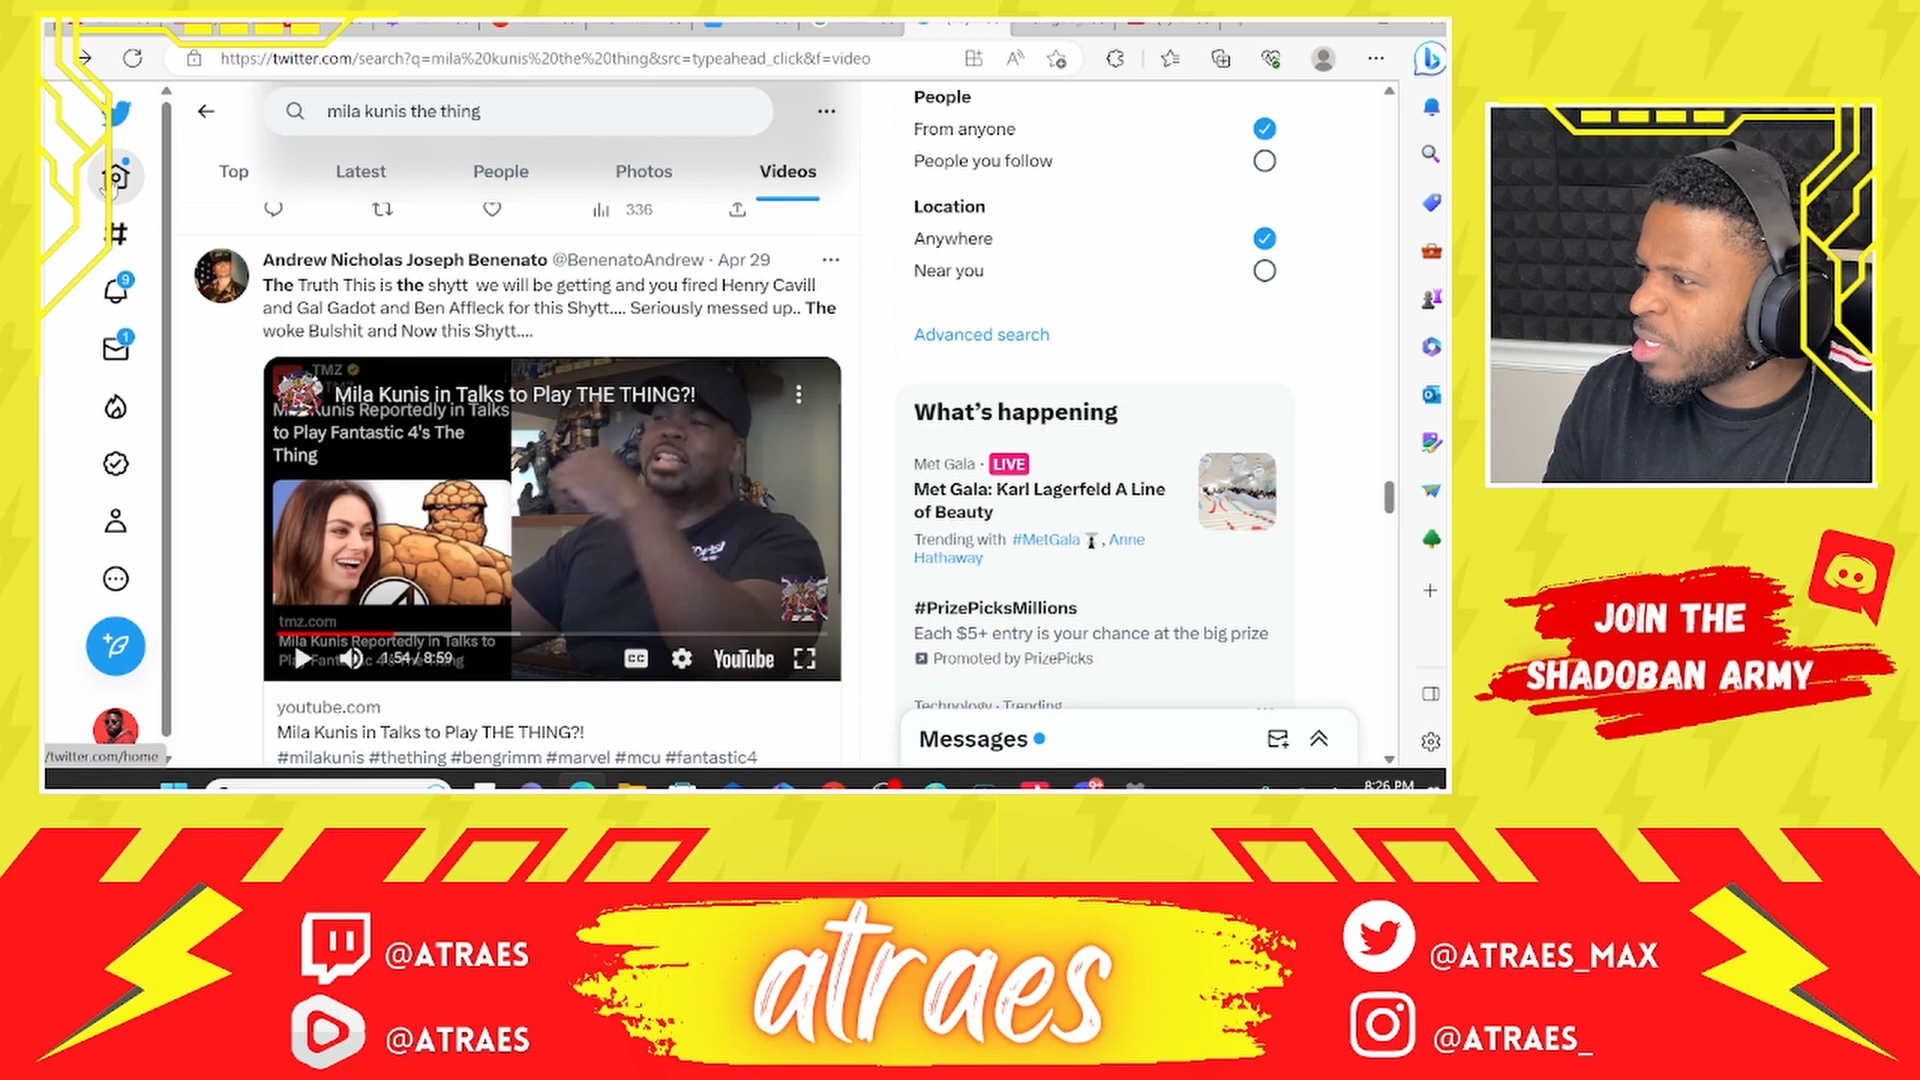 https://twitter.com/search?q=mila%20kunis%20the%20thing&src=typeahead_click&f=video
mila kunis the thing
Top
Latest
People
Photos
Videos
336
Andrew Nicholas Joseph Benenato @BenenatoAndrew · Apr 29
The Truth This is the shytt we will be getting and you fired Henry Cavill
and Gal Gadot and Ben Affleck for this Shytt.... Seriously messed up.. The
woke Bulshit and Now this Shytt....
TMZ
Mila Kunis in Talks to Play THE THING?!
Mila Kunis Reportedly in Talks
to Play Fantastic 4's The
Thing
tmz.com
Mila Kunis Reportedly in Talks to
Play Fantastic 4's The Thing
1:54 / 8:59
CC
YouTube
youtube.com
Mila Kunis in Talks to Play THE THING?!
#milakunis #thething #bengrimm #marvel #mcu #fantastic4
9
1
/twitter.com/home
People
From anyone
People you follow
Location
Anywhere
Near you
Advanced search
What's happening
Met Gala · LIVE
Met Gala: Karl Lagerfeld A Line
of Beauty
Trending with #MetGala , Anne
Hathaway
#PrizePicksMillions
Each $5+ entry is your chance at the big prize
Promoted by PrizePicks
Technology · Trending
Messages
9+
8:26 PM
JOIN THE
SHADOBAN ARMY
@ATRAES
@ATRAES
atraes
@ATRAES_MAX
@ATRAES_